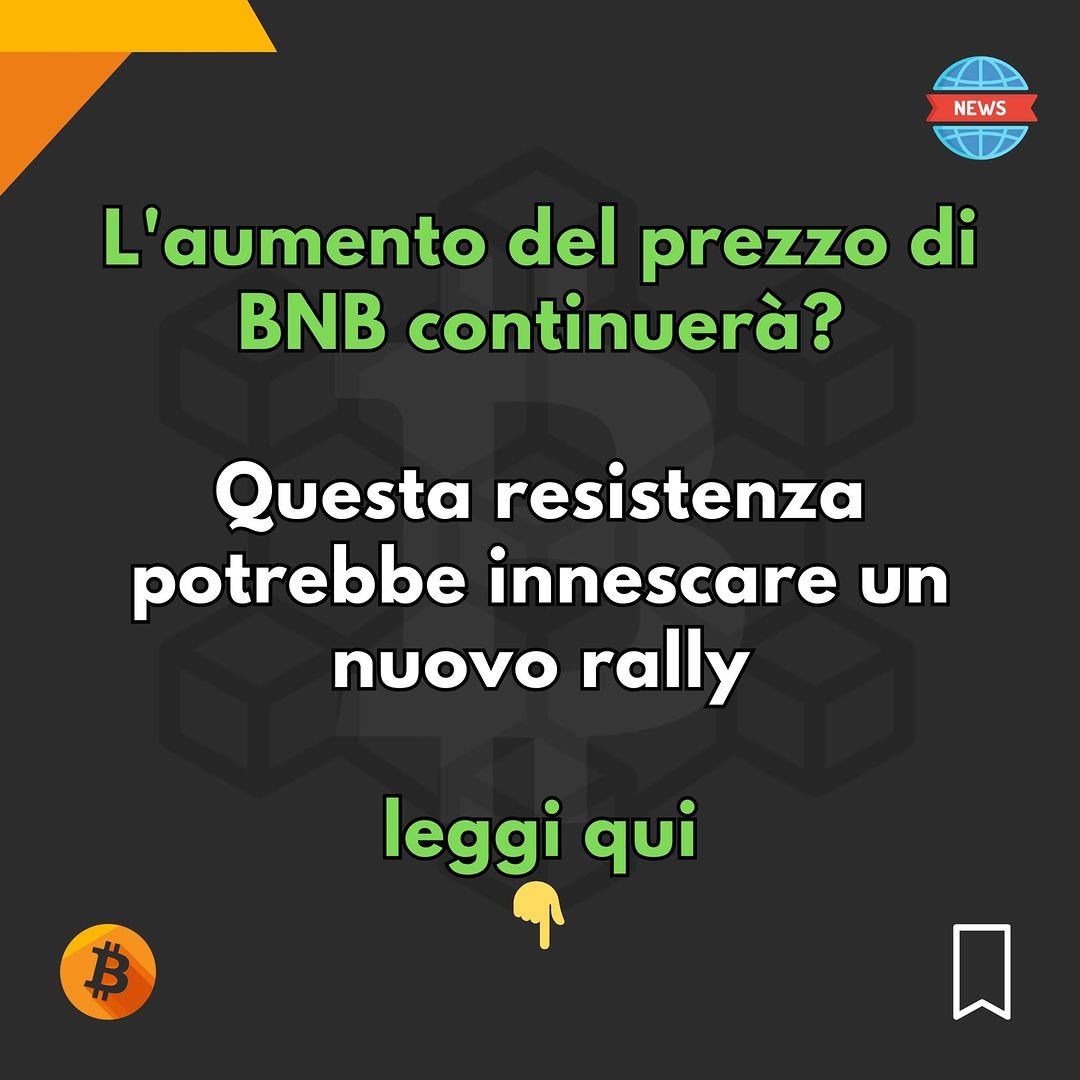 NEWS
L'aumento del prezzo di
BNB continuerà?
Questa resistenza
potrebbe innescare un
nuovo rally
leggi qui